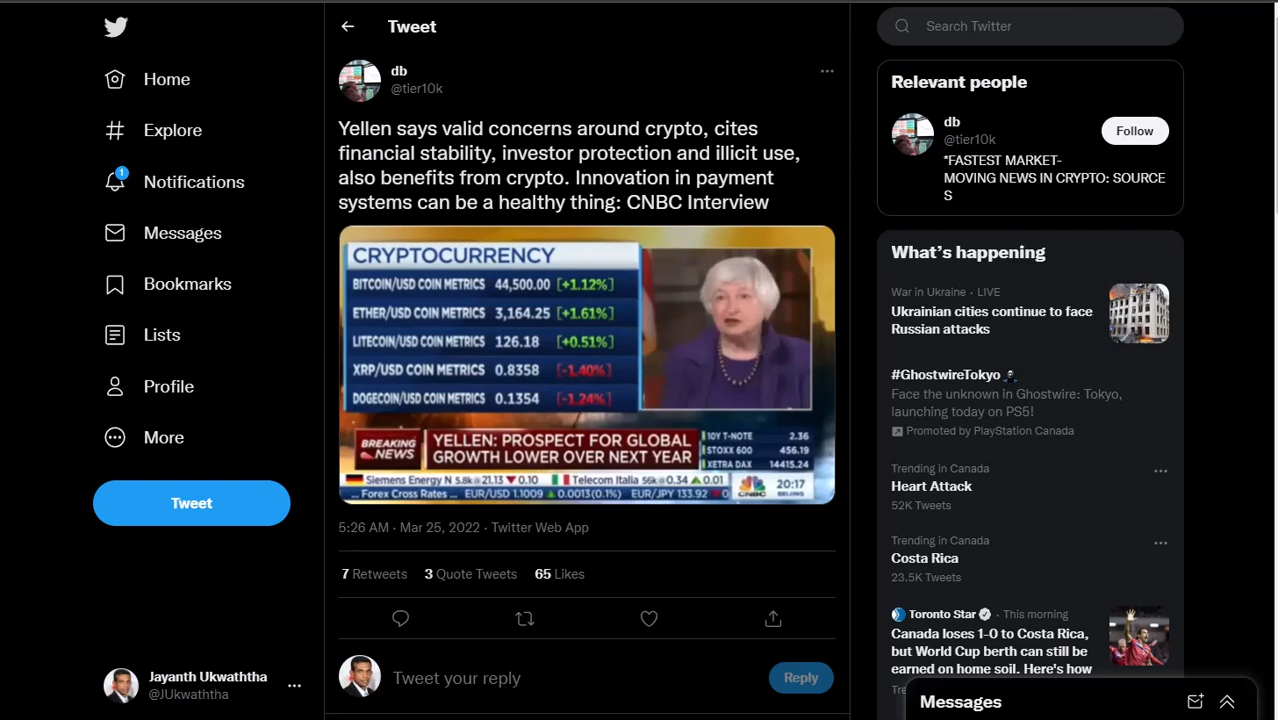 Home
Explore
1
Notifications
Messages
Bookmarks
Lists
Profile
More
Tweet
Jayanth Ukwaththa
@JUkwaththa
Tweet
db
@tier10k
Yellen says valid concerns around crypto, cites
financial stability, investor protection and illicit use,
also benefits from crypto. Innovation in payment
systems can be a healthy thing: CNBC Interview
CRYPTOCURRENCY
BITCOIN/USD COIN METRICS 44,500.00 [+1.12%]
ETHER/USD COIN METRICS 3,164.25 [+1.61%]
LITECOIN/USD COIN METRICS 126.18 [+0.51%]
XRP/USD COIN METRICS 0.8358 [-1.40%]
DOGECOIN/USD COIN METRICS 0.1354 [-1.24%]
BREAKING
NEWS
YELLEN: PROSPECT FOR GLOBAL
GROWTH LOWER OVER NEXT YEAR
10Y T-NOTE 2.36
STOXX 600 456.19
XETRA DAX 14415.24
Siemens Energy N 5.8k@21.13 ▼0.10 Telecom Italia 56k@0.34 ▲0.01
... Forex Cross Rates ... EUR/USD 1.1009 ▲0.0013(0.1%) EUR/JPY 133.92 ▼0
CNBC
20:17
BEIJING
5:26 AM · Mar 25, 2022 · Twitter Web App
7 Retweets 3 Quote Tweets 65 Likes
Tweet your reply
Reply
Search Twitter
Relevant people
db
@tier10k
Follow
*FASTEST MARKET-
MOVING NEWS IN CRYPTO: SOURCE
S
What's happening
War in Ukraine · LIVE
Ukrainian cities continue to face
Russian attacks
#GhostwireTokyo
Face the unknown in Ghostwire: Tokyo,
launching today on PS5!
Promoted by PlayStation Canada
Trending in Canada
Heart Attack
52K Tweets
Trending in Canada
Costa Rica
23.5K Tweets
Toronto Star · This morning
Canada loses 1-0 to Costa Rica,
but World Cup berth can still be
earned on home soil. Here's how
Messages